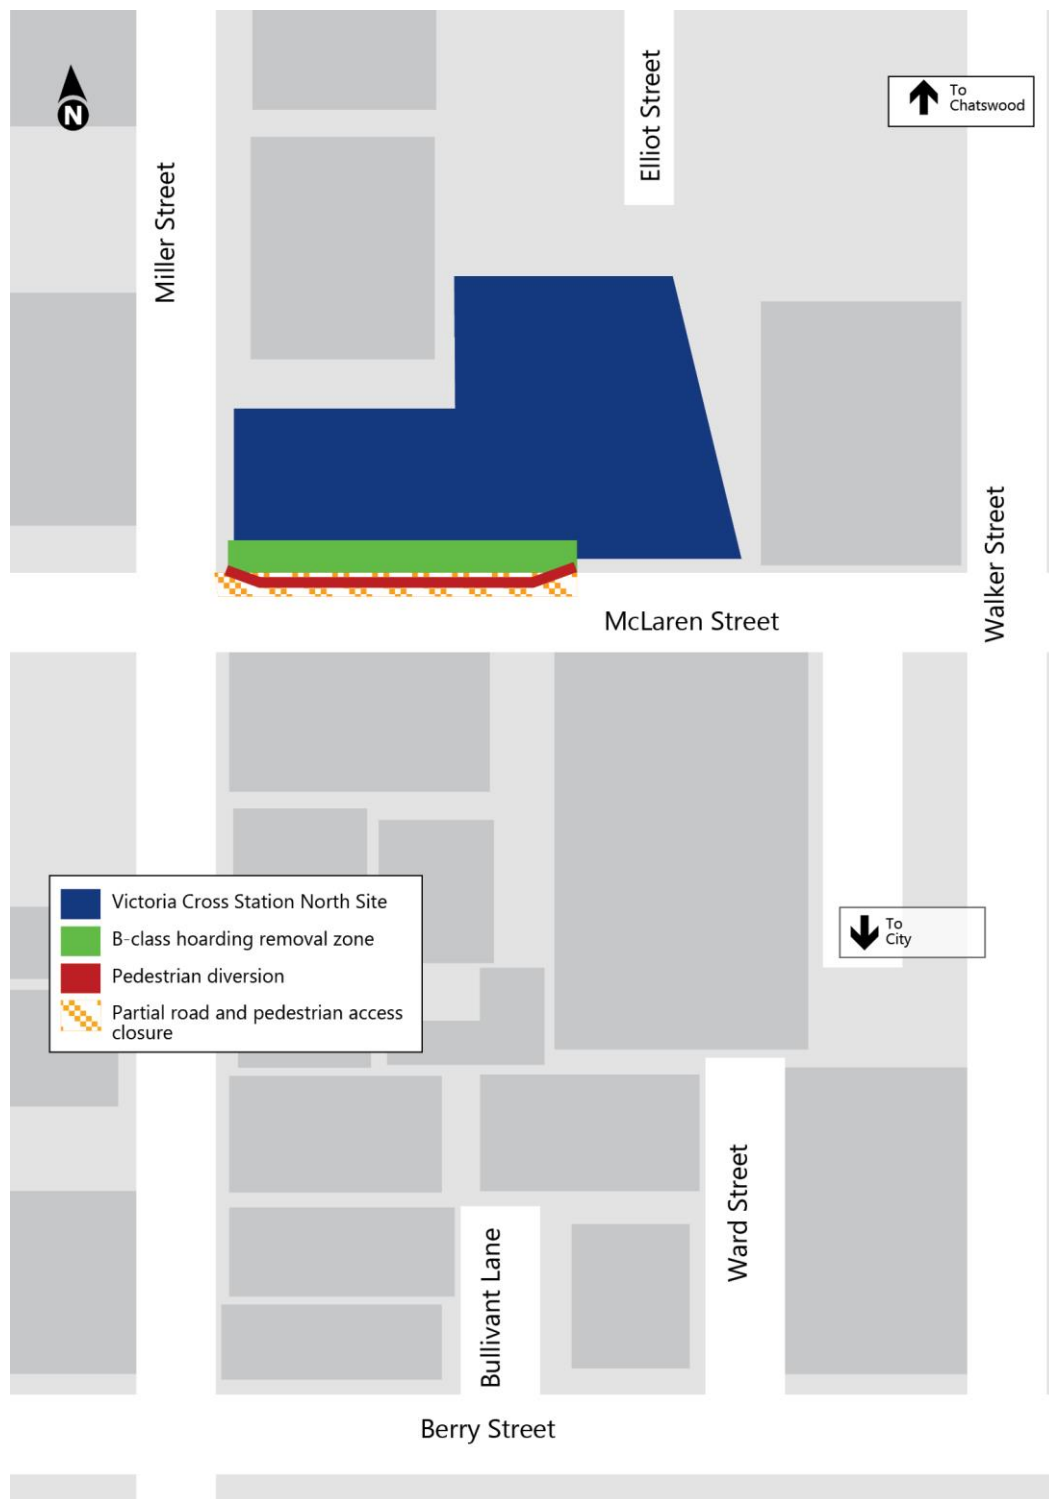 To
Chatswood
N
Elliot Street
Miller Street
Walker Street
McLaren Street
Victoria Cross Station North Site
B-class hoarding removal zone
Pedestrian diversion
Partial road and pedestrian access
closure
To
City
Ward Street
Bullivant Lane
Berry Street